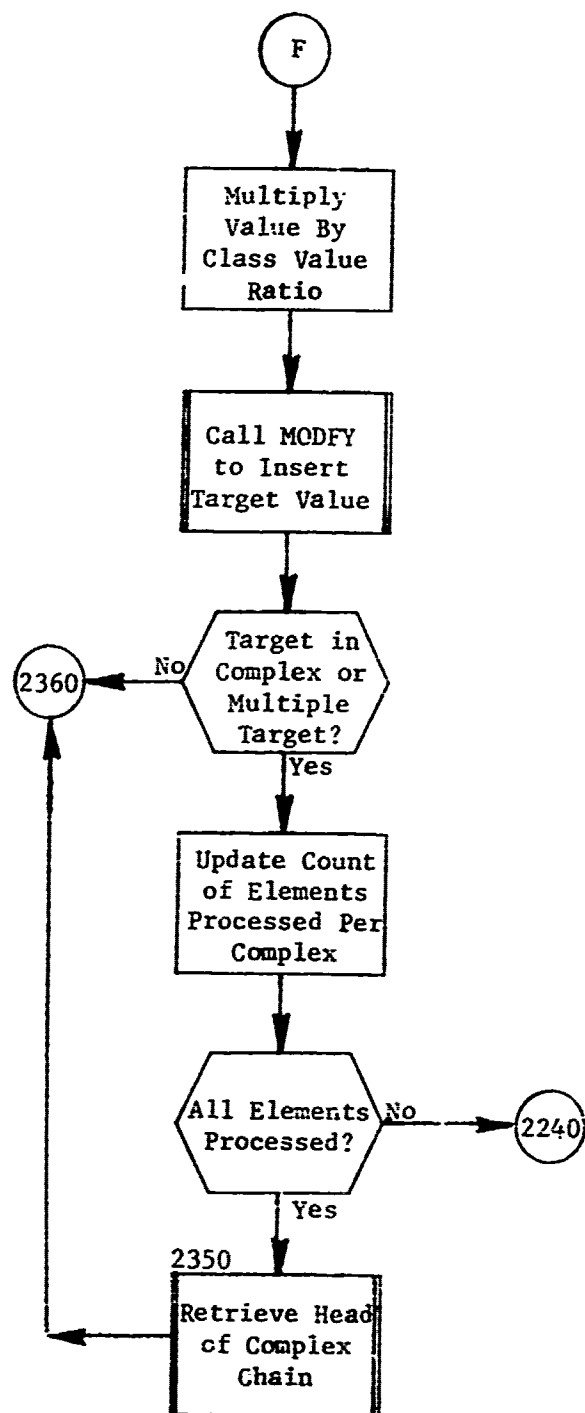 F
Multiply
Value By
Class Value
Ratio
Call MODFY
to Insert
Target Value
Target in
Complex or
Multiple
Target?
No
2360
Yes
Update Count
of Elements
Processed Per
Complex
All Elements
Processed?
No
2240
Yes
2350
Retrieve Head
of Complex
Chain